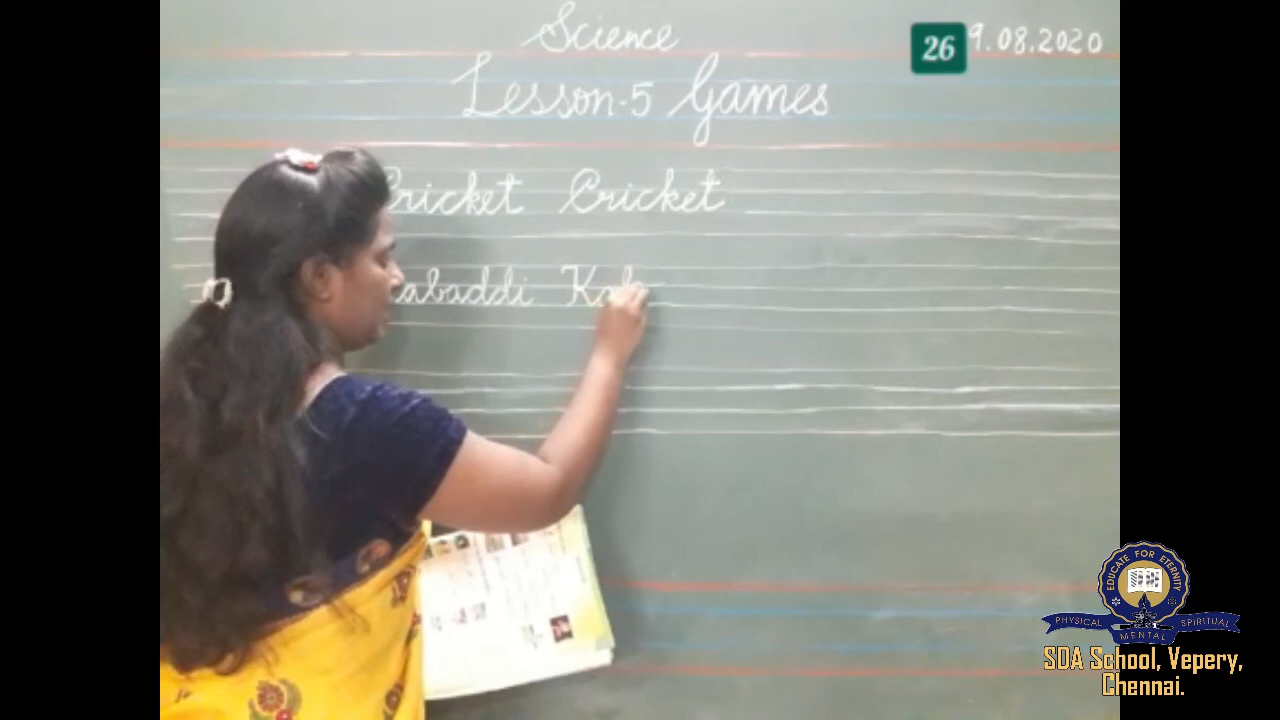 Science
26 9.08.2020
Lesson-5 Games
Cricket Cricket
Kabaddi Kab
EDUCATE FOR ETERNITY
PHYSICAL MENTAL SPIRITUAL
SDA School, Vepery,
Chennai.